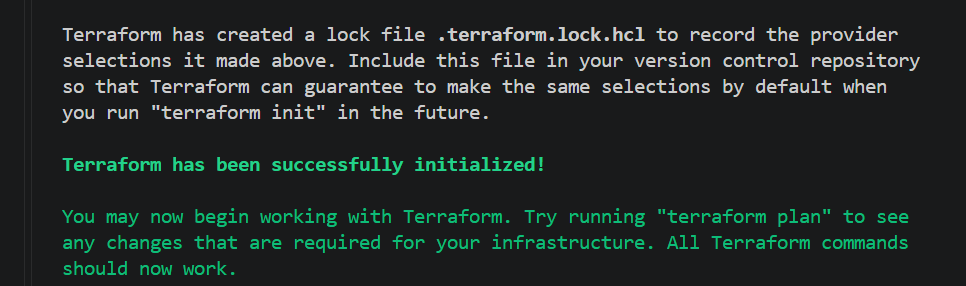 Terraform has created a lock file .terraform.lock.hcl to record the provider
selections it made above. Include this file in your version control repository
so that Terraform can guarantee to make the same selections by default when
you run "terraform init" in the future.
Terraform has been successfully initialized!
You may now begin working with Terraform. Try running "terraform plan" to see
any changes that are required for your infrastructure. All Terraform commands
should now work.